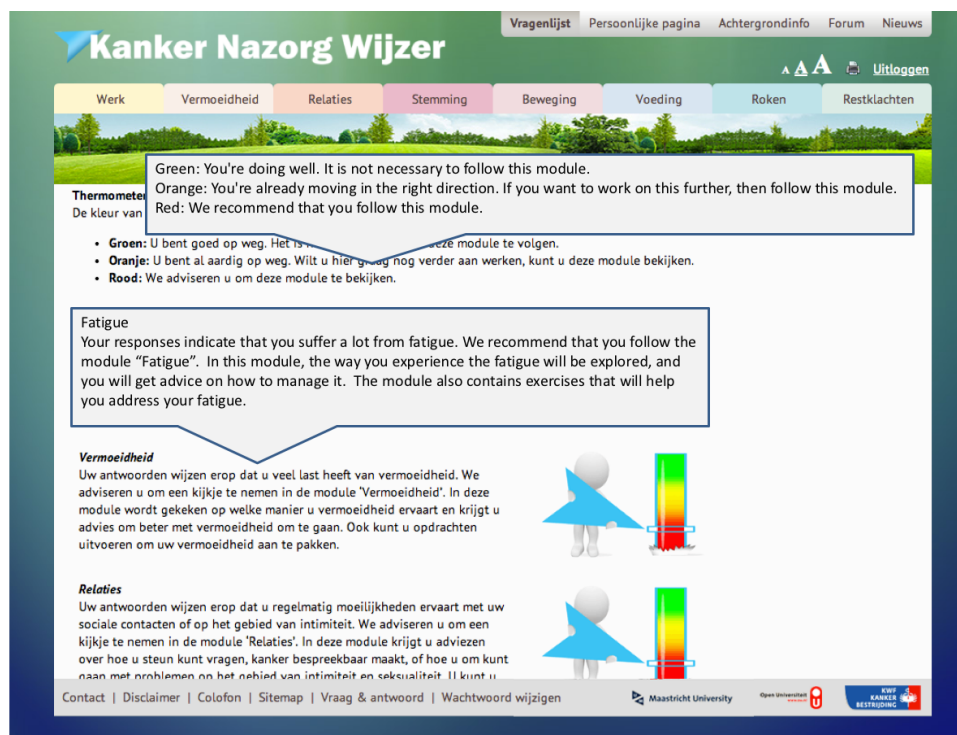 Vragenlijst Persoonlijke pagina Achtergrondinfo Forum Nieuws
Kanker Nazorg Wijzer
A A A Uitloggen
Werk Vermoeidheid Relaties Stemming Beweging Voeding Roken Restklachten
Green: You're doing well. It is not necessary to follow this module.
Orange: You're already moving in the right direction. If you want to work on this further, then follow this module.
Red: We recommend that you follow this module.
Thermometer
De kleur van
• Groen: U bent goed op weg. Het is deze module te volgen.
• Oranje: U bent al aardig op weg. Wilt u hier graag nog verder aan werken, kunt u deze module bekijken.
• Rood: We adviseren u om deze module te bekijken.
Fatigue
Your responses indicate that you suffer a lot from fatigue. We recommend that you follow the
module “Fatigue”. In this module, the way you experience the fatigue will be explored, and
you will get advice on how to manage it. The module also contains exercises that will help
you address your fatigue.
Vermoeidheid
Uw antwoorden wijzen erop dat u veel last heeft van vermoeidheid. We
adviseren u om een kijkje te nemen in de module 'Vermoeidheid'. In deze
module wordt gekeken op welke manier u vermoeidheid ervaart en krijgt u
advies om beter met vermoeidheid om te gaan. Ook kunt u opdrachten
uitvoeren om uw vermoeidheid aan te pakken.
Relaties
Uw antwoorden wijzen erop dat u regelmatig moeilijkheden ervaart met uw
sociale contacten of op het gebied van intimiteit. We adviseren u om een
kijkje te nemen in de module 'Relaties'. In deze module krijgt u adviezen
over hoe u steun kunt vragen, kanker bespreekbaar maakt, of hoe u om kunt
gaan met problemen op het gebied van intimiteit en seksualiteit. U kunt u
Contact | Disclaimer | Colofon | Sitemap | Vraag & antwoord | Wachtwoord wijzigen
Maastricht University
Open Universiteit
KWF
KANKER
BESTRIJDING